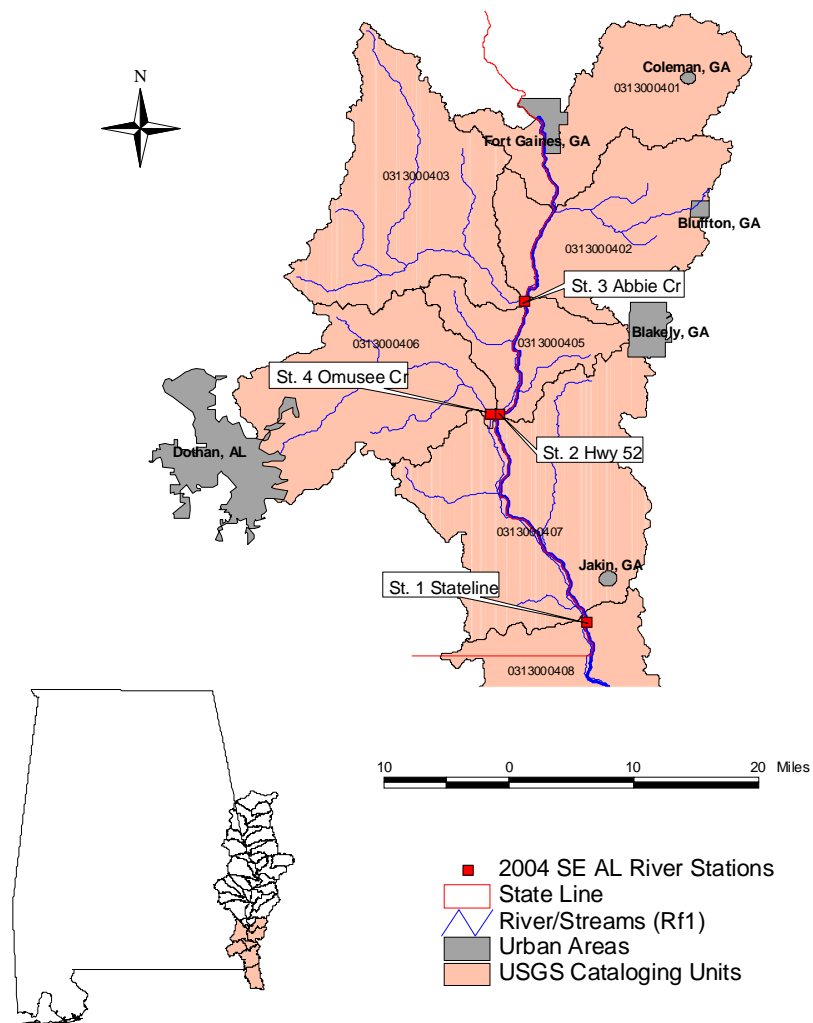 N
Coleman, GA
0313000401
Fort Gaines, GA
0313000403
Bluffton, GA
0313000402
St. 3 Abbie Cr
Blakely, GA
0313000405
0313000406
St. 4 Omusee Cr
Dothan, AL
St. 2 Hwy 52
0313000407
Jakin, GA
St. 1 Stateline
0313000408
10 0 10 20 Miles
2004 SE AL River Stations
State Line
River/Streams (Rf1)
Urban Areas
USGS Cataloging Units